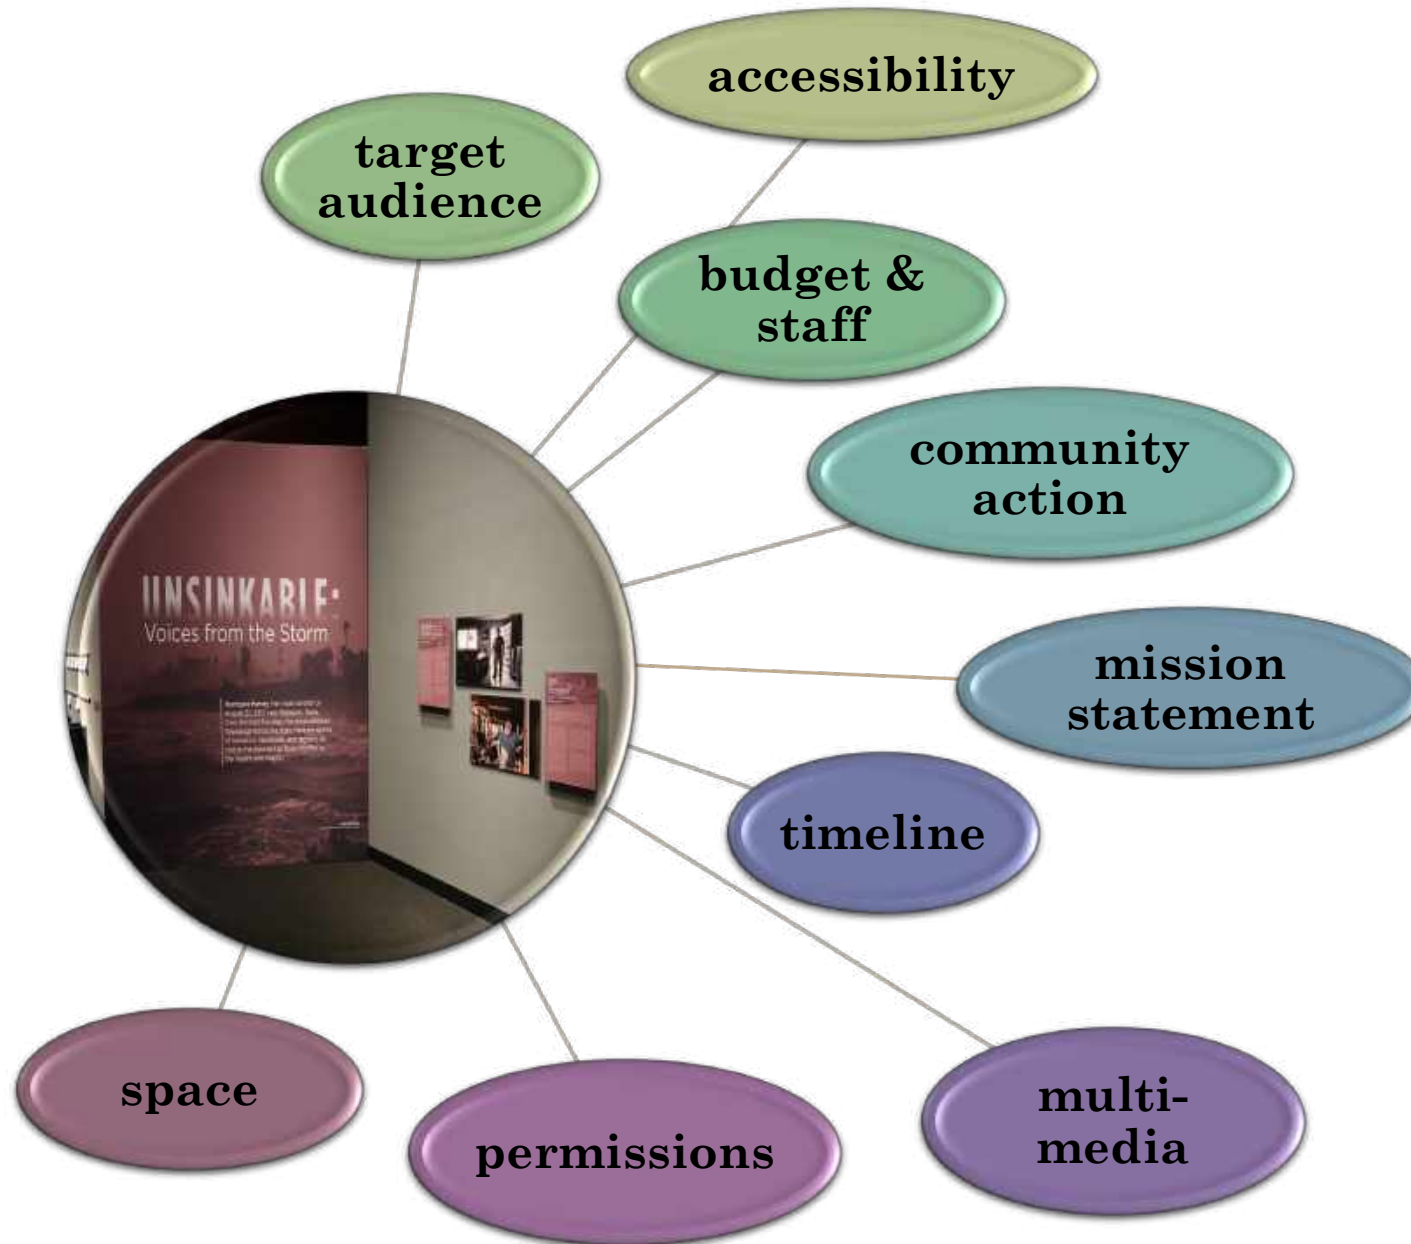 accessibility
target
audience
budget &
staff
community
action
mission
statement
timeline
multi-
media
permissions
space
UNSINKABLE:
Voices from the Storm